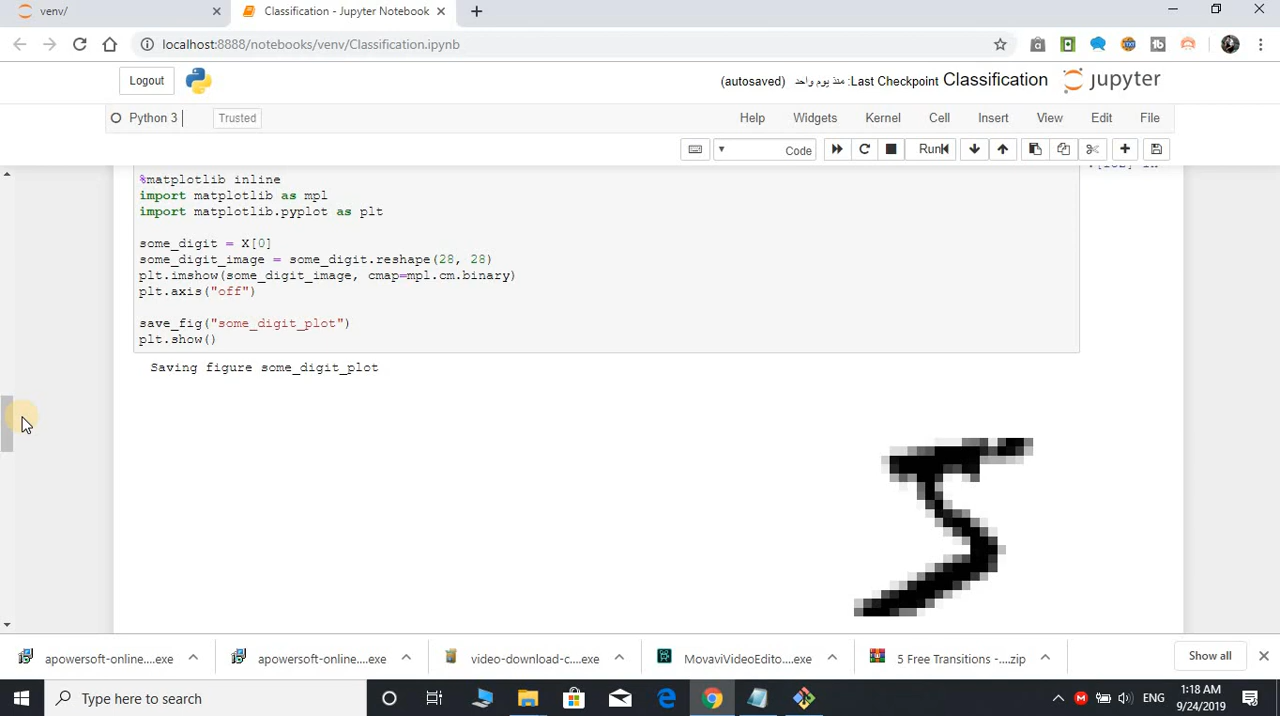 venv/
Classification - Jupyter Notebook
localhost:8888/notebooks/venv/Classification.ipynb
Logout
(autosaved) منذ يوم واحد :Last Checkpoint Classification jupyter
Python 3
Trusted
Help Widgets Kernel Cell Insert View Edit File
Code
Run
%matplotlib inline
import matplotlib as mpl
import matplotlib.pyplot as plt
some_digit = X[0]
some_digit_image = some_digit.reshape(28, 28)
plt.imshow(some_digit_image, cmap=mpl.cm.binary)
plt.axis("off")
save_fig("some_digit_plot")
plt.show()
Saving figure some_digit_plot
5
apowersoft-online....exe
apowersoft-online....exe
video-download-c....exe
MovaviVideoEdito....exe
5 Free Transitions -....zip
Show all
Type here to search
ENG
1:18 AM
9/24/2019